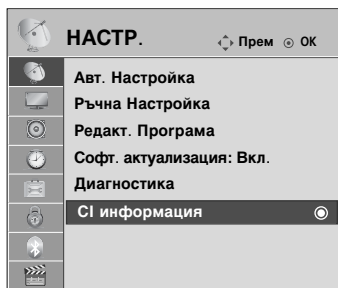 НАСТР.
Прем OK
Авт. Настройка
Ръчна Настройка
Редакт. Програма
Софт. актуализация: Вкл.
Диагностика
CI информация